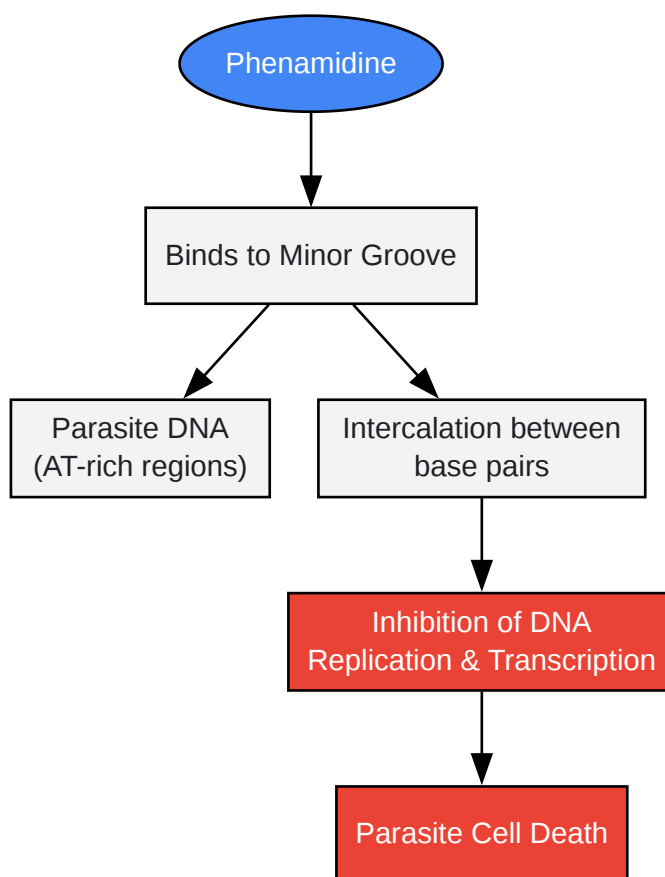 Phenamidine
Binds to Minor Groove
Parasite DNA
(AT-rich regions)
Intercalation between
base pairs
Inhibition of DNA
Replication & Transcription
Parasite Cell Death